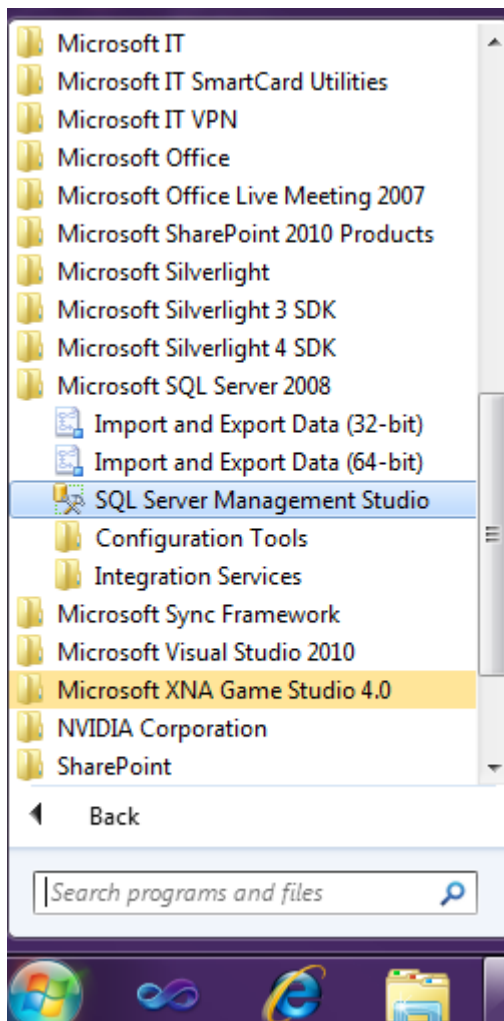 Microsoft IT
Microsoft IT SmartCard Utilities
Microsoft IT VPN
Microsoft Office
Microsoft Office Live Meeting 2007
Microsoft SharePoint 2010 Products
Microsoft Silverlight
Microsoft Silverlight 3 SDK
Microsoft Silverlight 4 SDK
Microsoft SQL Server 2008
Import and Export Data (32-bit)
Import and Export Data (64-bit)
SQL Server Management Studio
Configuration Tools
Integration Services
Microsoft Sync Framework
Microsoft Visual Studio 2010
Microsoft XNA Game Studio 4.0
NVIDIA Corporation
SharePoint
Back
Search programs and files